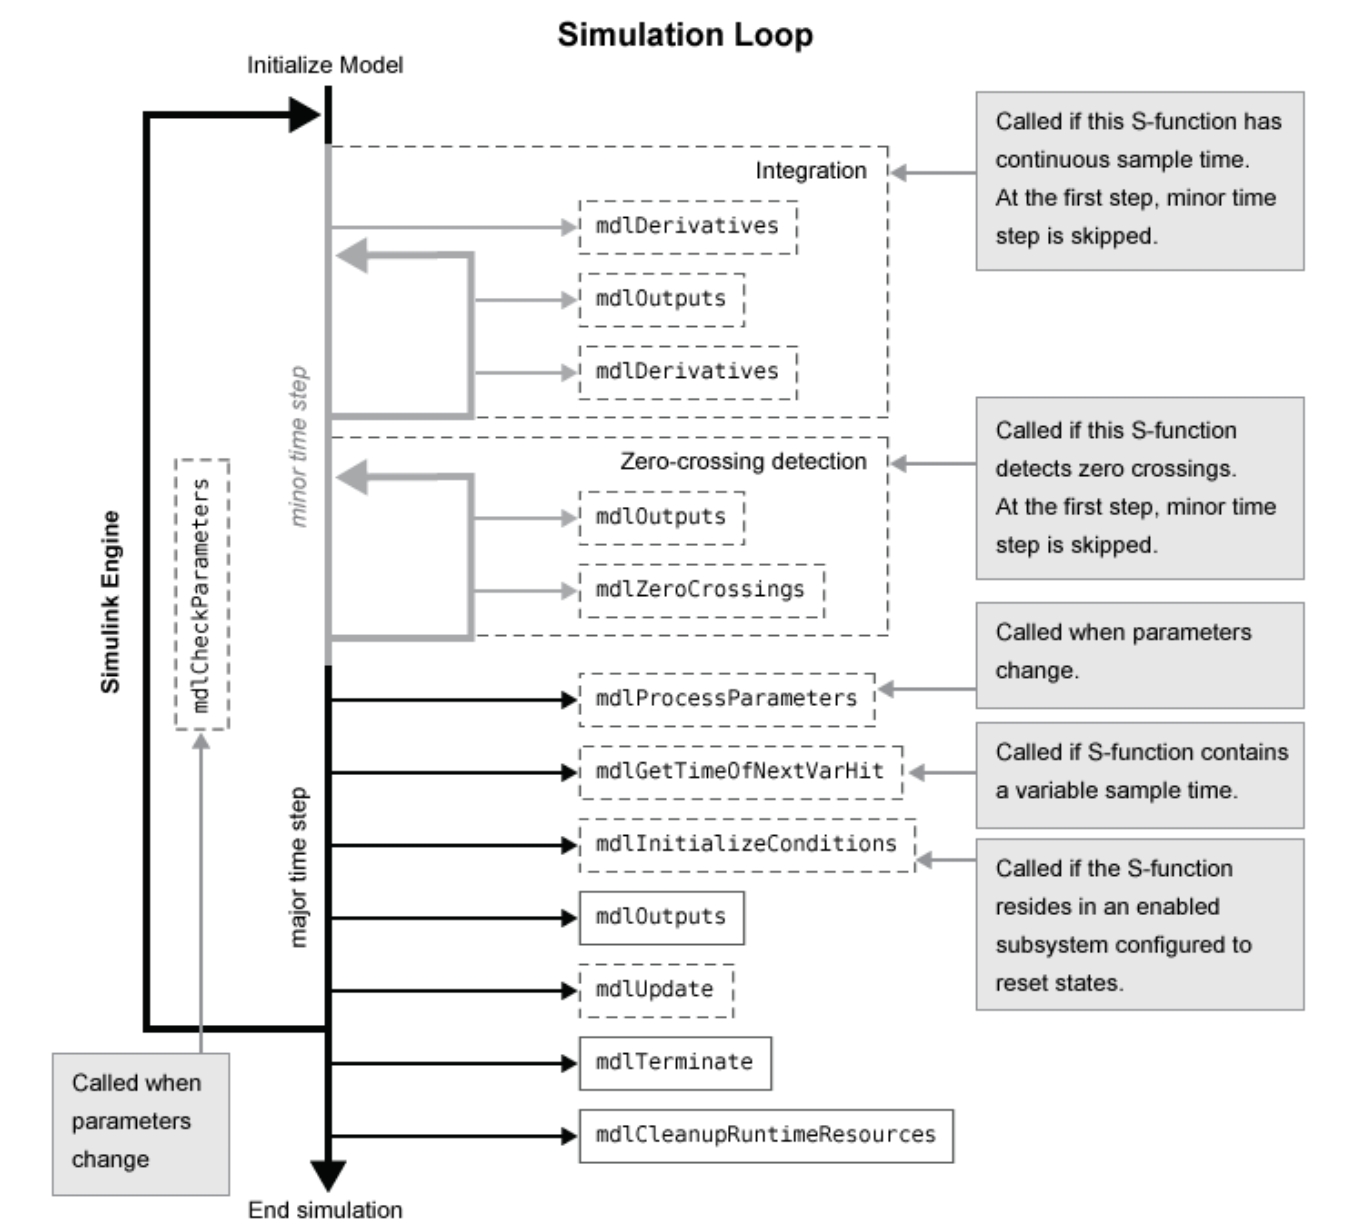 Simulation Loop
Initialize Model
Called if this S-function has
continuous sample time.
At the first step, minor time
step is skipped.
Integration
mdlDerivatives
mdlOutputs
mdlDerivatives
minor time step
Called if this S-function
detects zero crossings.
At the first step, minor time
step is skipped.
Zero-crossing detection
mdlOutputs
mdlZeroCrossings
Simulink Engine
mdlCheckParameters
Called when parameters
change.
mdlProcessParameters
Called if S-function contains
a variable sample time.
mdlGetTimeOfNextVarHit
major time step
mdlInitializeConditions
Called if the S-function
resides in an enabled
subsystem configured to
reset states.
mdlOutputs
mdlUpdate
mdlTerminate
Called when
parameters
change
mdlCleanupRuntimeResources
End simulation